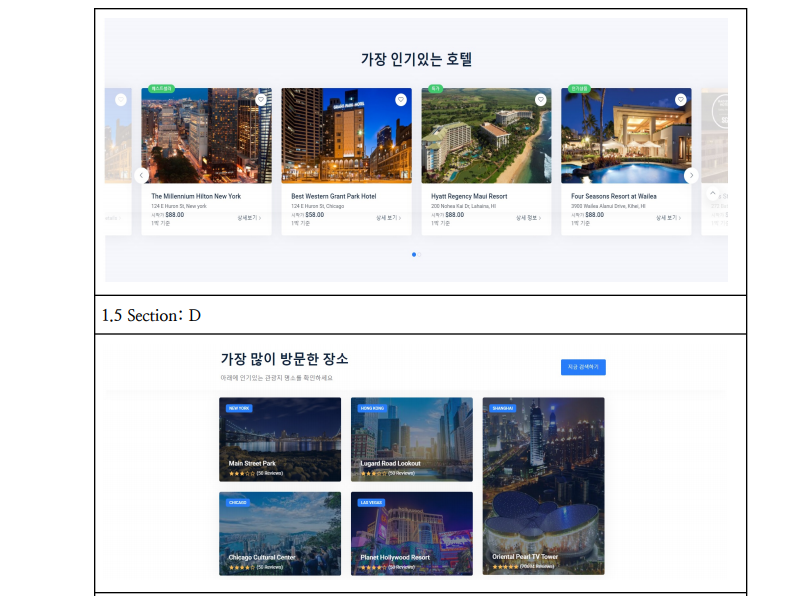 가장 인기있는 호텔
베스트셀러
특가
인기상품
The Millennium Hilton New York
124 E Huron St, New york
시작가 $88.00
상세보기 >
1박 기준
GRAND PARK HOTEL
Best Western Grant Park Hotel
124 E Huron St, Chicago
시작가 $58.00
상세 보기 >
1박 기준
Hyatt Regency Maui Resort
200 Nohea Kai Dr, Lahaina, HI
시작가 $88.00
상세 정보 >
1박 기준
Four Seasons Resort at Wailea
3900 Wailea Alanui Drive, Kihei, HI
시작가 $88.00
상세 보기 >
1박 기준
1.5 Section: D
가장 많이 방문한 장소
아래에 인기있는 관광지 명소를 확인하세요
지금 검색하기
NEW YORK
Main Street Park
(50 Reviews)
HONG KONG
Lugard Road Lookout
(50 Reviews)
SHANGHAI
Oriental Pearl TV Tower
CHICAGO
Chicago Cultural Center
(50 Reviews)
LAS VEGAS
Planet Hollywood Resort
(50 Reviews)